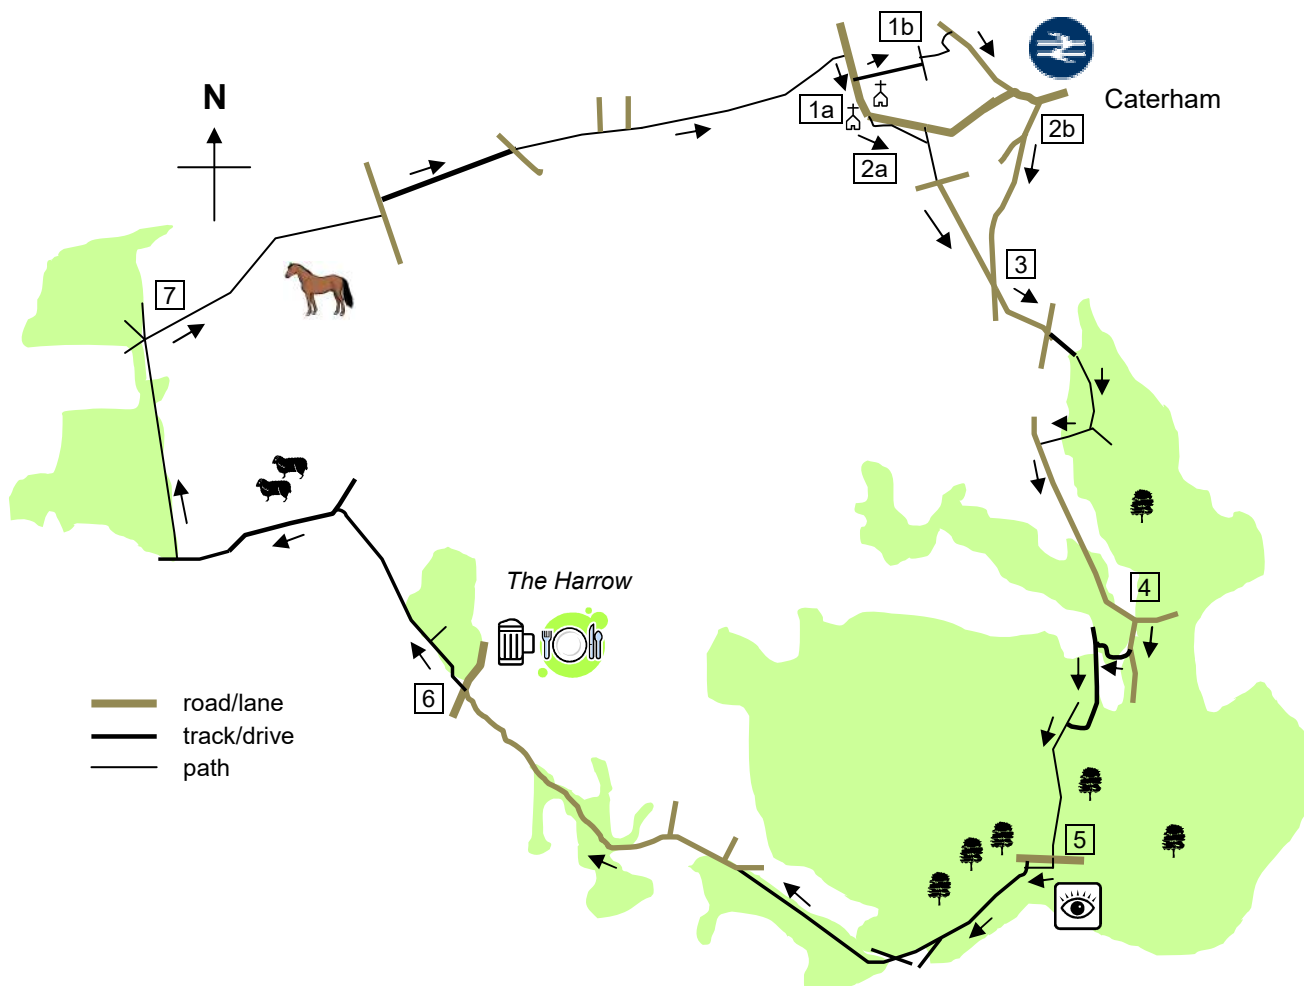 1b
N
Caterham
1a
2b
2a
3
7
The Harrow
4
6
road/lane
track/drive
path
5